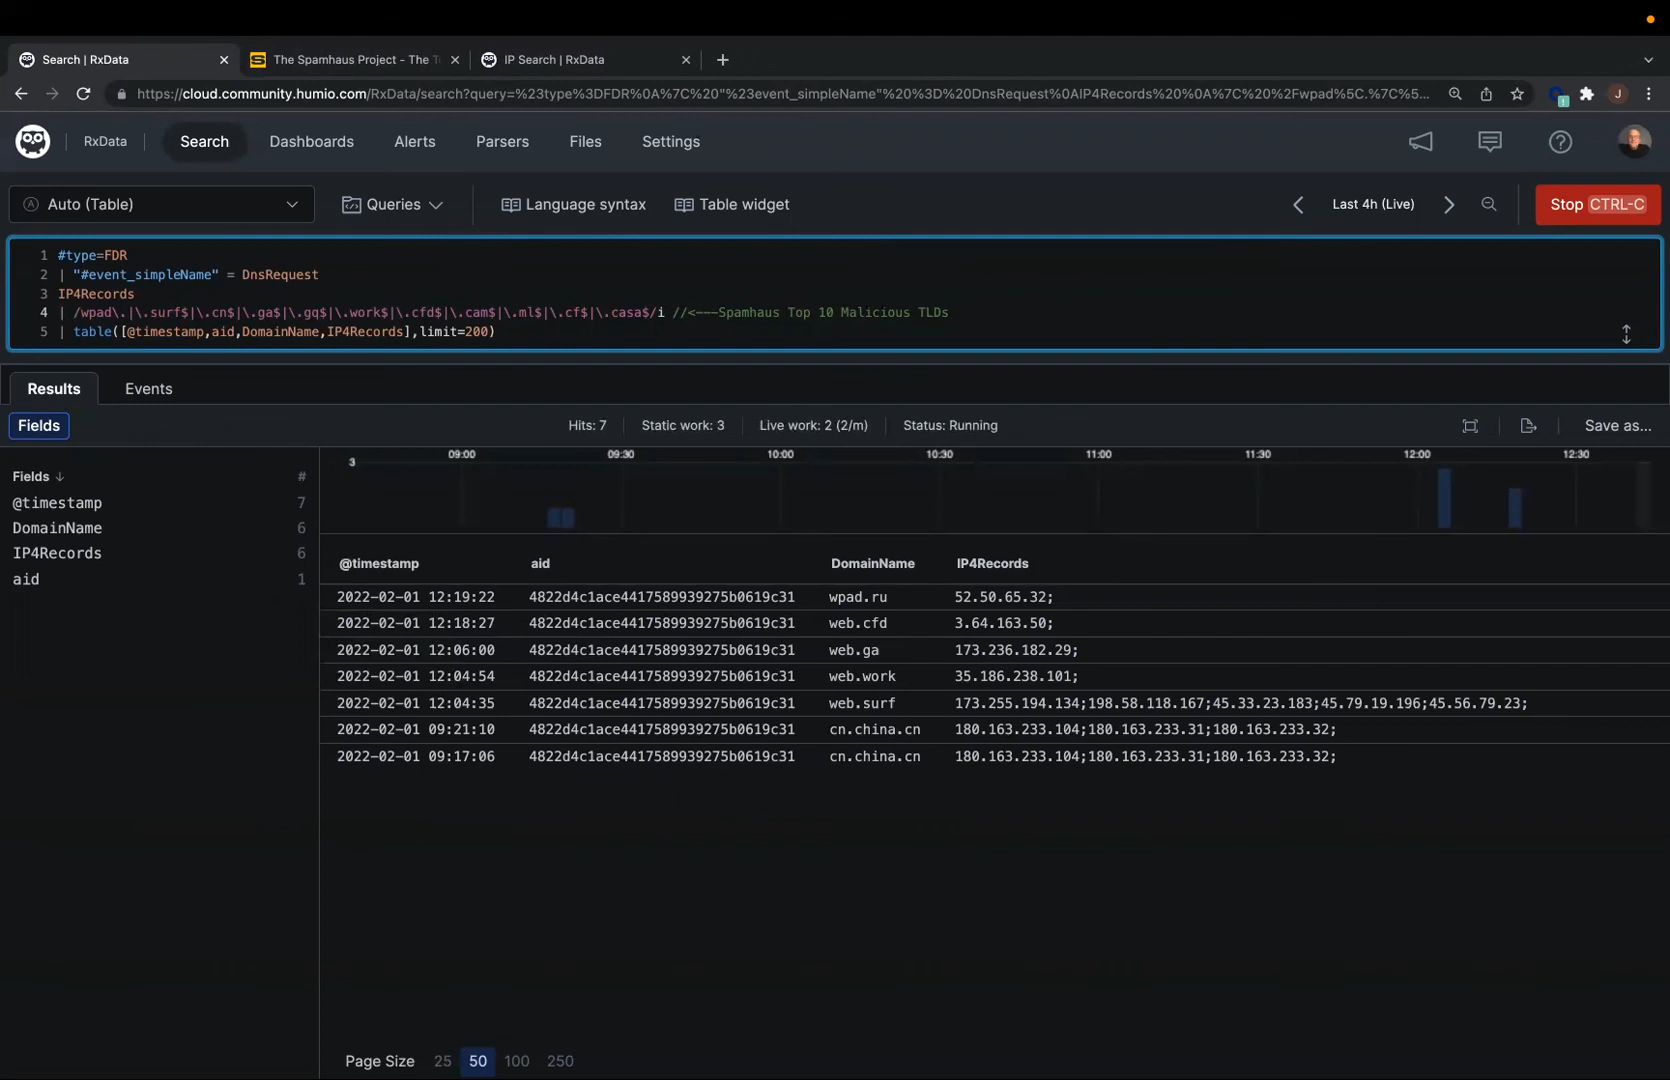 Search | RxData
The Spamhaus Project - The T
IP Search | RxData
https://cloud.community.humio.com/RxData/search?query=%23type%3DFDR%0A%7C%20"%23event_simpleName"%20%3D%20DnsRequest%0AIP4Records%20%0A%7C%20%2Fwpad%5C.%7C%5...
J
RxData
Search
Dashboards
Alerts
Parsers
Files
Settings
A Auto (Table)
Queries
Language syntax
Table widget
Last 4h (Live)
Stop CTRL-C
1 #type=FDR
2 | "#event_simpleName" = DnsRequest
3 IP4Records
4 | /wpad\.|\.surf$|\.cn$|\.ga$|\.gq$|\.work$|\.cfd$|\.cam$|\.ml$|\.cf$|\.casa$/i //<---Spamhaus Top 10 Malicious TLDs
5 | table([@timestamp,aid,DomainName,IP4Records],limit=200)
Results
Events
Fields
Hits: 7
Static work: 3
Live work: 2 (2/m)
Status: Running
Save as...
Fields #
@timestamp 7
DomainName 6
IP4Records 6
aid 1
3
09:00 09:30 10:00 10:30 11:00 11:30 12:00 12:30
@timestamp aid DomainName IP4Records
2022-02-01 12:19:22 4822d4c1ace4417589939275b0619c31 wpad.ru 52.50.65.32;
2022-02-01 12:18:27 4822d4c1ace4417589939275b0619c31 web.cfd 3.64.163.50;
2022-02-01 12:06:00 4822d4c1ace4417589939275b0619c31 web.ga 173.236.182.29;
2022-02-01 12:04:54 4822d4c1ace4417589939275b0619c31 web.work 35.186.238.101;
2022-02-01 12:04:35 4822d4c1ace4417589939275b0619c31 web.surf 173.255.194.134;198.58.118.167;45.33.23.183;45.79.19.196;45.56.79.23;
2022-02-01 09:21:10 4822d4c1ace4417589939275b0619c31 cn.china.cn 180.163.233.104;180.163.233.31;180.163.233.32;
2022-02-01 09:17:06 4822d4c1ace4417589939275b0619c31 cn.china.cn 180.163.233.104;180.163.233.31;180.163.233.32;
Page Size 25 50 100 250